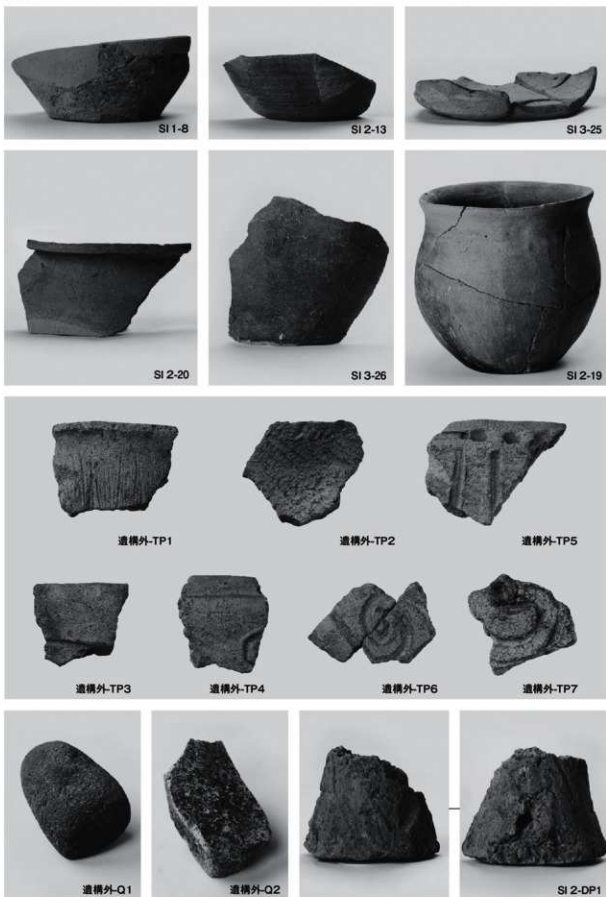 SI 1-8
SI 2-13
SI 3-25
SI 2-20
SI 3-26
SI 2-19
遺構外-TP1
遺構外-TP2
遺構外-TP5
遺構外-TP3
遺構外-TP4
遺構外-TP6
遺構外-TP7
遺構外-Q1
遺構外-Q2
SI 2-DP1